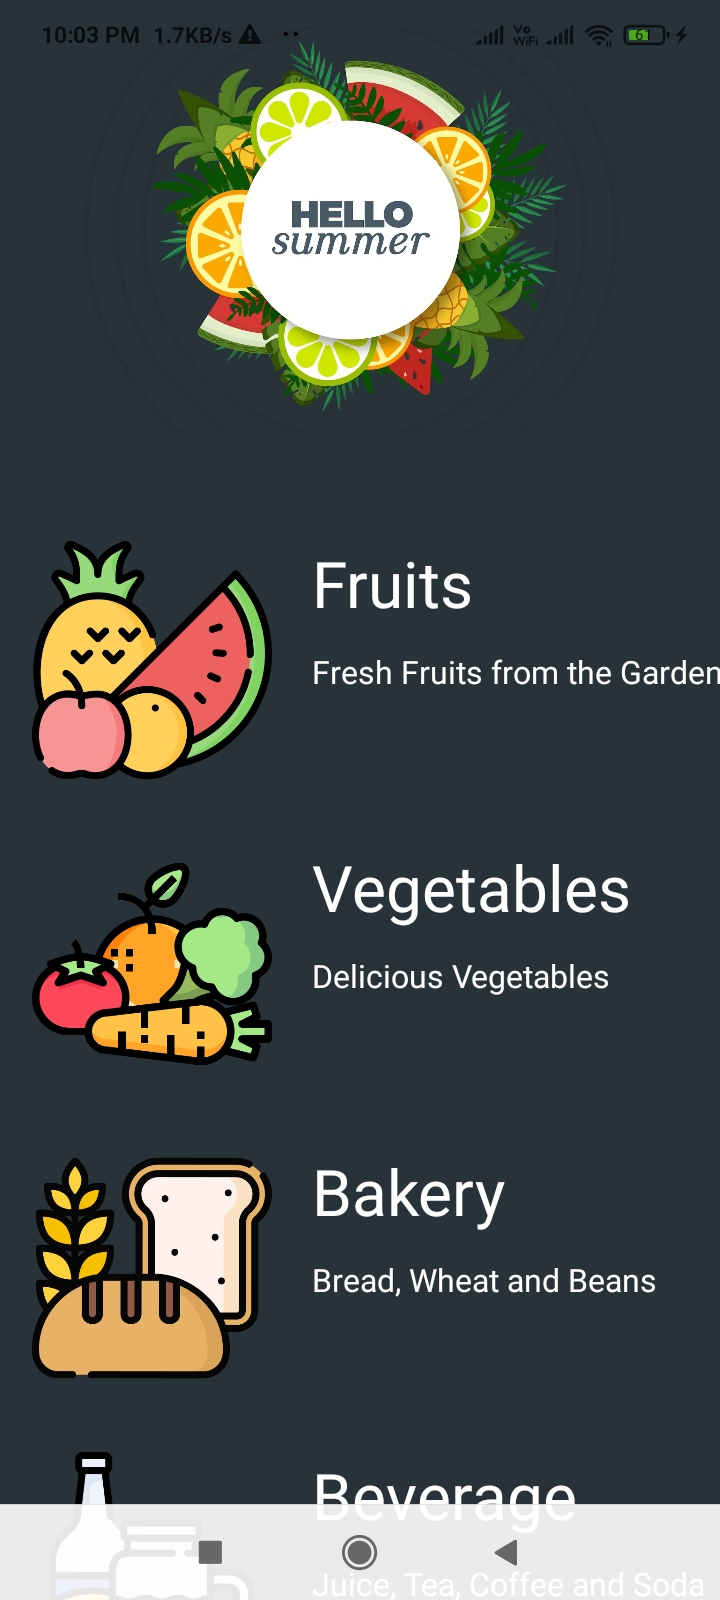 10:03 PM 1.7KB/s
Vo
WiFi
61
HELLO
summer
Fruits
Fresh Fruits from the Garden
Vegetables
Delicious Vegetables
Bakery
Bread, Wheat and Beans
Beverage
Juice, Tea, Coffee and Soda